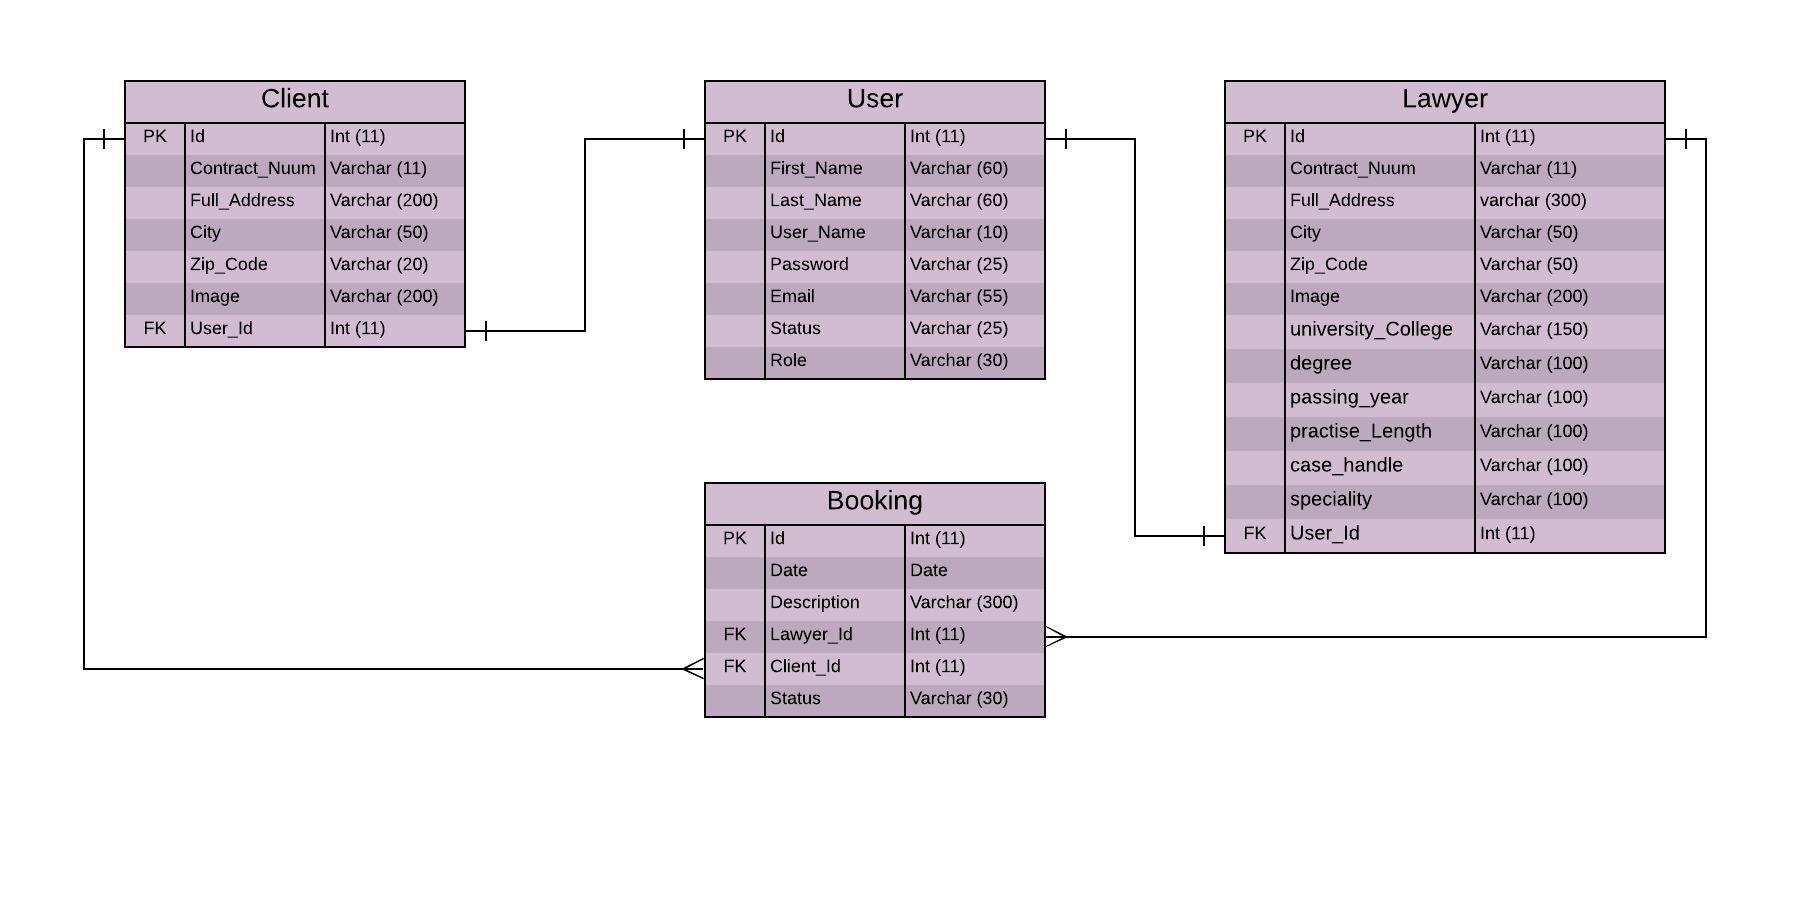 Client
PK Id Int (11)
Contract_Nuum Varchar (11)
Full_Address Varchar (200)
City Varchar (50)
Zip_Code Varchar (20)
Image Varchar (200)
FK User_Id Int (11)
User
PK Id Int (11)
First_Name Varchar (60)
Last_Name Varchar (60)
User_Name Varchar (10)
Password Varchar (25)
Email Varchar (55)
Status Varchar (25)
Role Varchar (30)
Lawyer
PK Id Int (11)
Contract_Nuum Varchar (11)
Full_Address varchar (300)
City Varchar (50)
Zip_Code Varchar (50)
Image Varchar (200)
university_College Varchar (150)
degree Varchar (100)
passing_year Varchar (100)
practise_Length Varchar (100)
case_handle Varchar (100)
speciality Varchar (100)
FK User_Id Int (11)
Booking
PK Id Int (11)
Date Date
Description Varchar (300)
FK Lawyer_Id Int (11)
FK Client_Id Int (11)
Status Varchar (30)